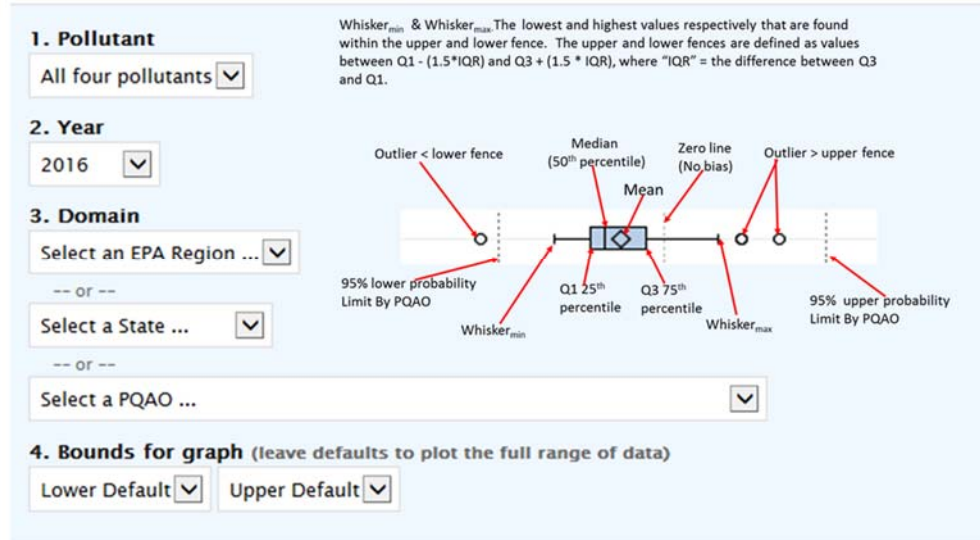 1. Pollutant
All four pollutants
2. Year
2016
3. Domain
Select an EPA Region ...
-- or --
Select a State ...
-- or --
Select a PQAO ...
4. Bounds for graph (leave defaults to plot the full range of data)
Lower Default
Upper Default
Whiskermin & Whiskermax.The lowest and highest values respectively that are found
within the upper and lower fence. The upper and lower fences are defined as values
between Q1 - (1.5*IQR) and Q3 + (1.5 * IQR), where "IQR" = the difference between Q3
and Q1.
Outlier < lower fence
Median
(50th percentile)
Mean
Zero line
(No bias)
Outlier > upper fence
95% lower probability
Limit By PQAO
Whiskermin
Q1 25th
percentile
Q3 75th
percentile
Whiskermax
95% upper probability
Limit By PQAO